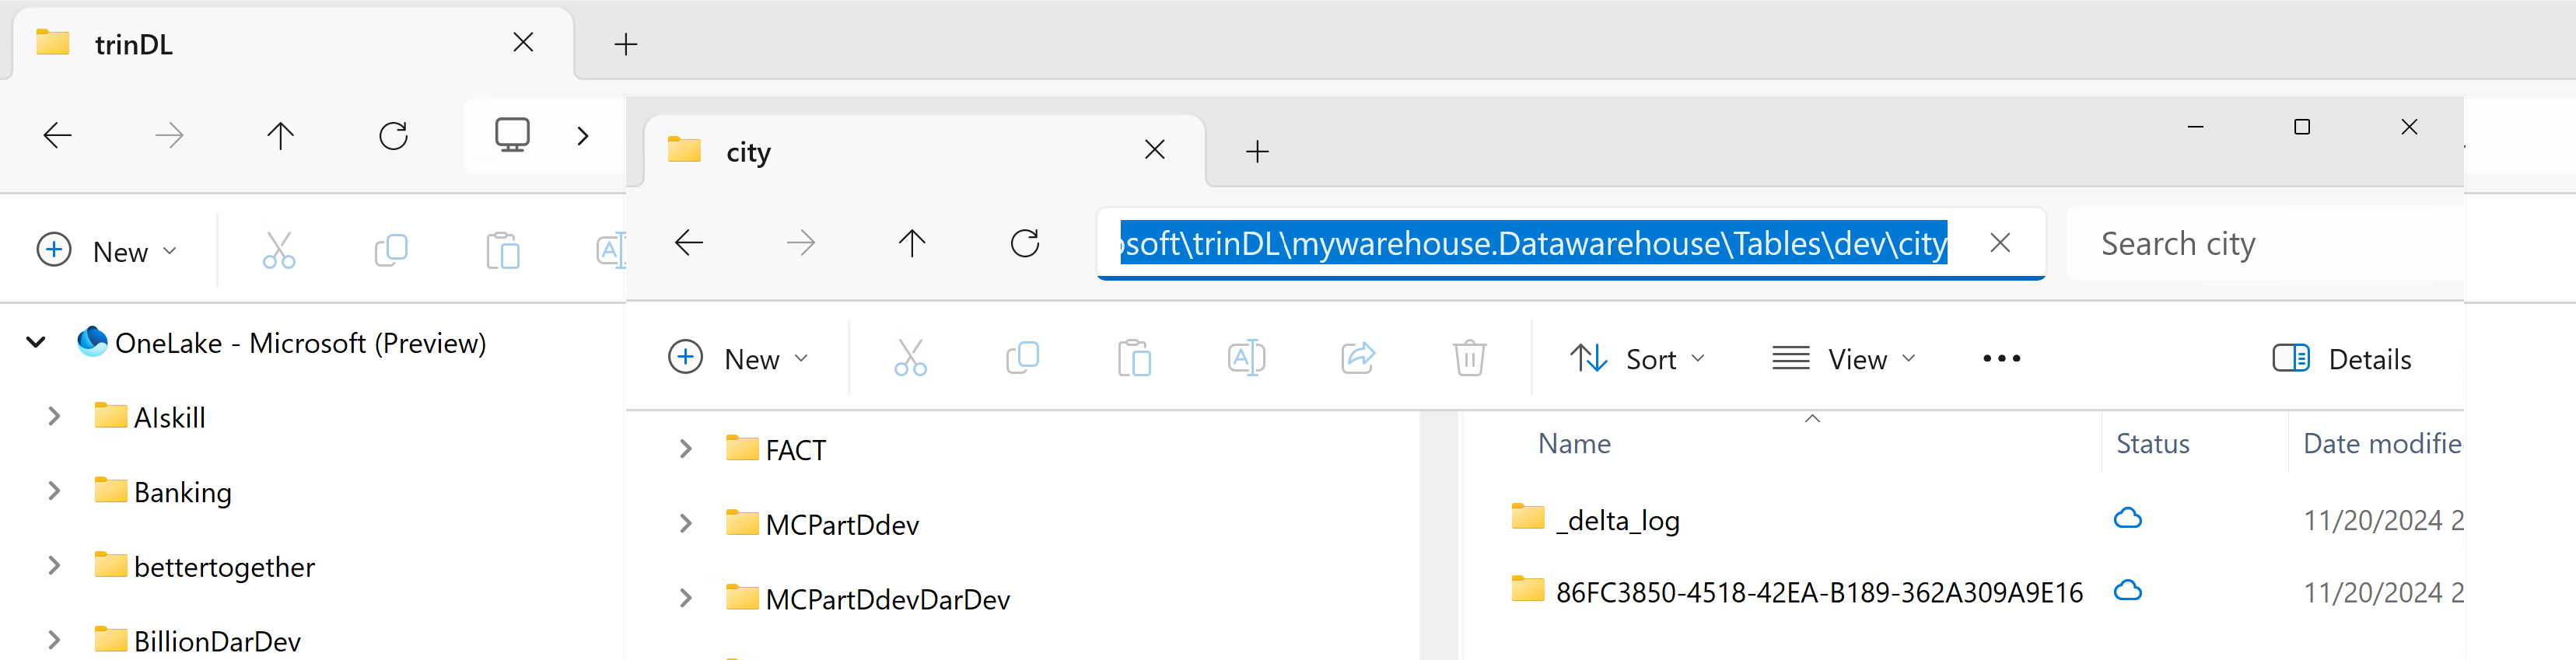 trinDL
New
OneLake - Microsoft (Preview)
AIskill
Banking
bettertogether
BillionDarDev
city
osoft\trinDL\mywarehouse.Datawarehouse\Tables\dev\city
Search city
New
Sort
View
Details
FACT
MCPartDdev
MCPartDdevDarDev
Name Status Date modifie
_delta_log 11/20/2024 2
86FC3850-4518-42EA-B189-362A309A9E16 11/20/2024 2